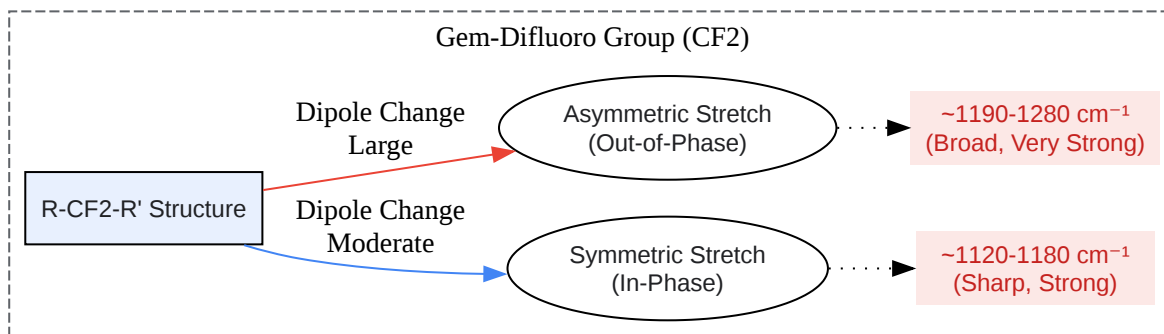 Gem-Difluoro Group (CF2)
Dipole Change
Large
Asymmetric Stretch
(Out-of-Phase)
~1190-1280 cm⁻¹
(Broad, Very Strong)
R-CF2-R' Structure
Dipole Change
Moderate
Symmetric Stretch
(In-Phase)
~1120-1180 cm⁻¹
(Sharp, Strong)